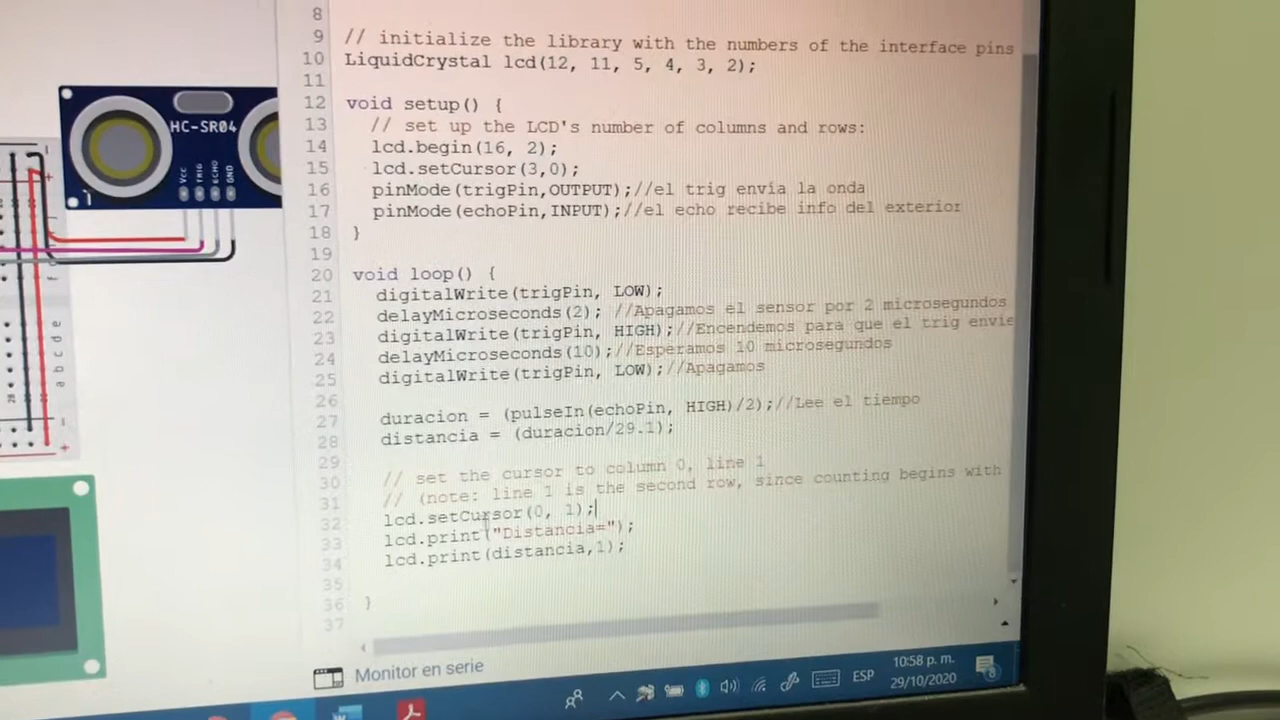 8
9 // initialize the library with the numbers of the interface pins
10 LiquidCrystal lcd(12, 11, 5, 4, 3, 2);
11
12 void setup() {
13 // set up the LCD's number of columns and rows:
14 lcd.begin(16, 2);
15 lcd.setCursor(3,0);
16 pinMode(trigPin,OUTPUT);//el trig envía la onda
17 pinMode(echoPin,INPUT);//el echo recibe info del exterior
18 }
19
20 void loop() {
21 digitalWrite(trigPin, LOW);
22 delayMicroseconds(2); //Apagamos el sensor por 2 microsegundos
23 digitalWrite(trigPin, HIGH);//Encendemos para que el trig envie
24 delayMicroseconds(10);//Esperamos 10 microsegundos
25 digitalWrite(trigPin, LOW);//Apagamos
26
27 duracion = (pulseIn(echoPin, HIGH)/2);//Lee el tiempo
28 distancia = (duracion/29.1);
29
30 // set the cursor to column 0, line 1
31 // (note: line 1 is the second row, since counting begins with
32 lcd.setCursor(0, 1);
33 lcd.print("Distancia=");
34 lcd.print(distancia,1);
35
36 }
37
HC-SR04
VCC
TRIG
ECHO
GND
a b c d e
Monitor en serie
ESP
10:58 p. m.
29/10/2020